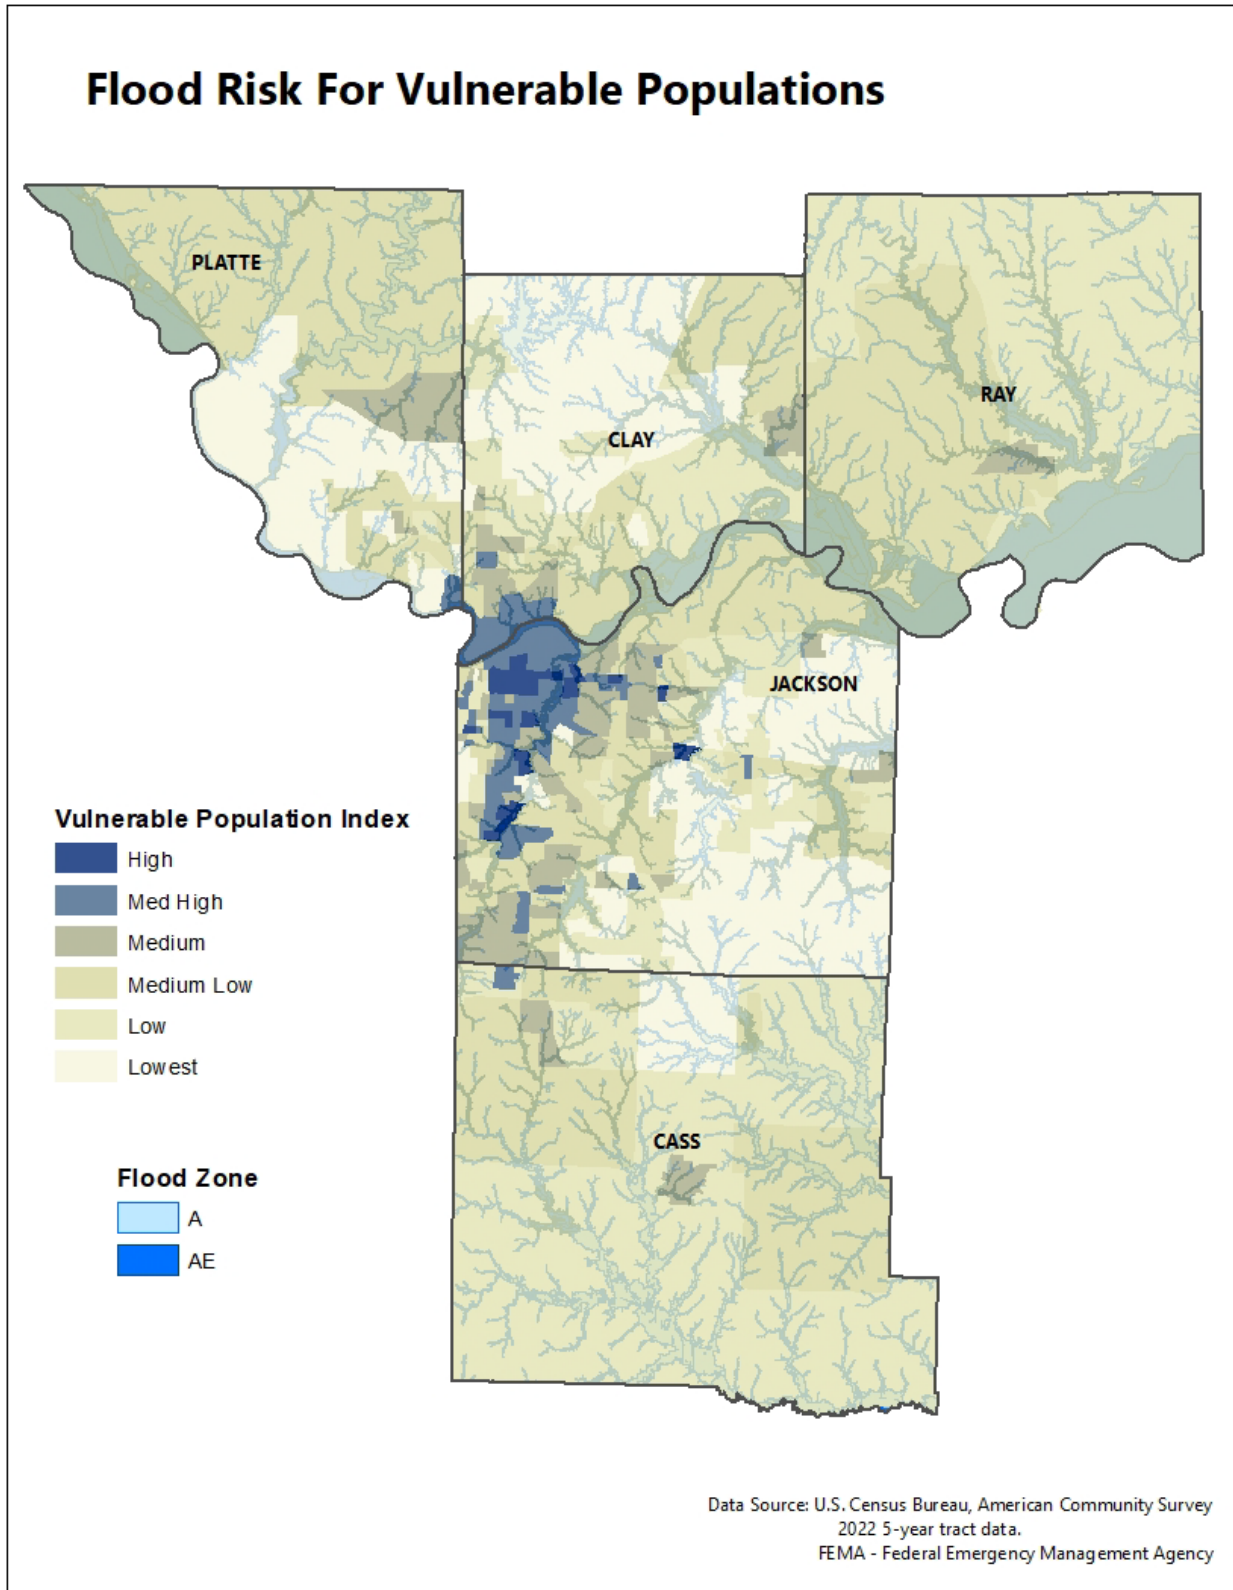 Flood Risk For Vulnerable Populations
PLATTE
CLAY
RAY
JACKSON
Vulnerable Population Index
High
Med High
Medium
Medium Low
Low
Lowest
CASS
Flood Zone
A
AE
Data Source: U.S. Census Bureau, American Community Survey
2022 5-year tract data.
FEMA - Federal Emergency Management Agency